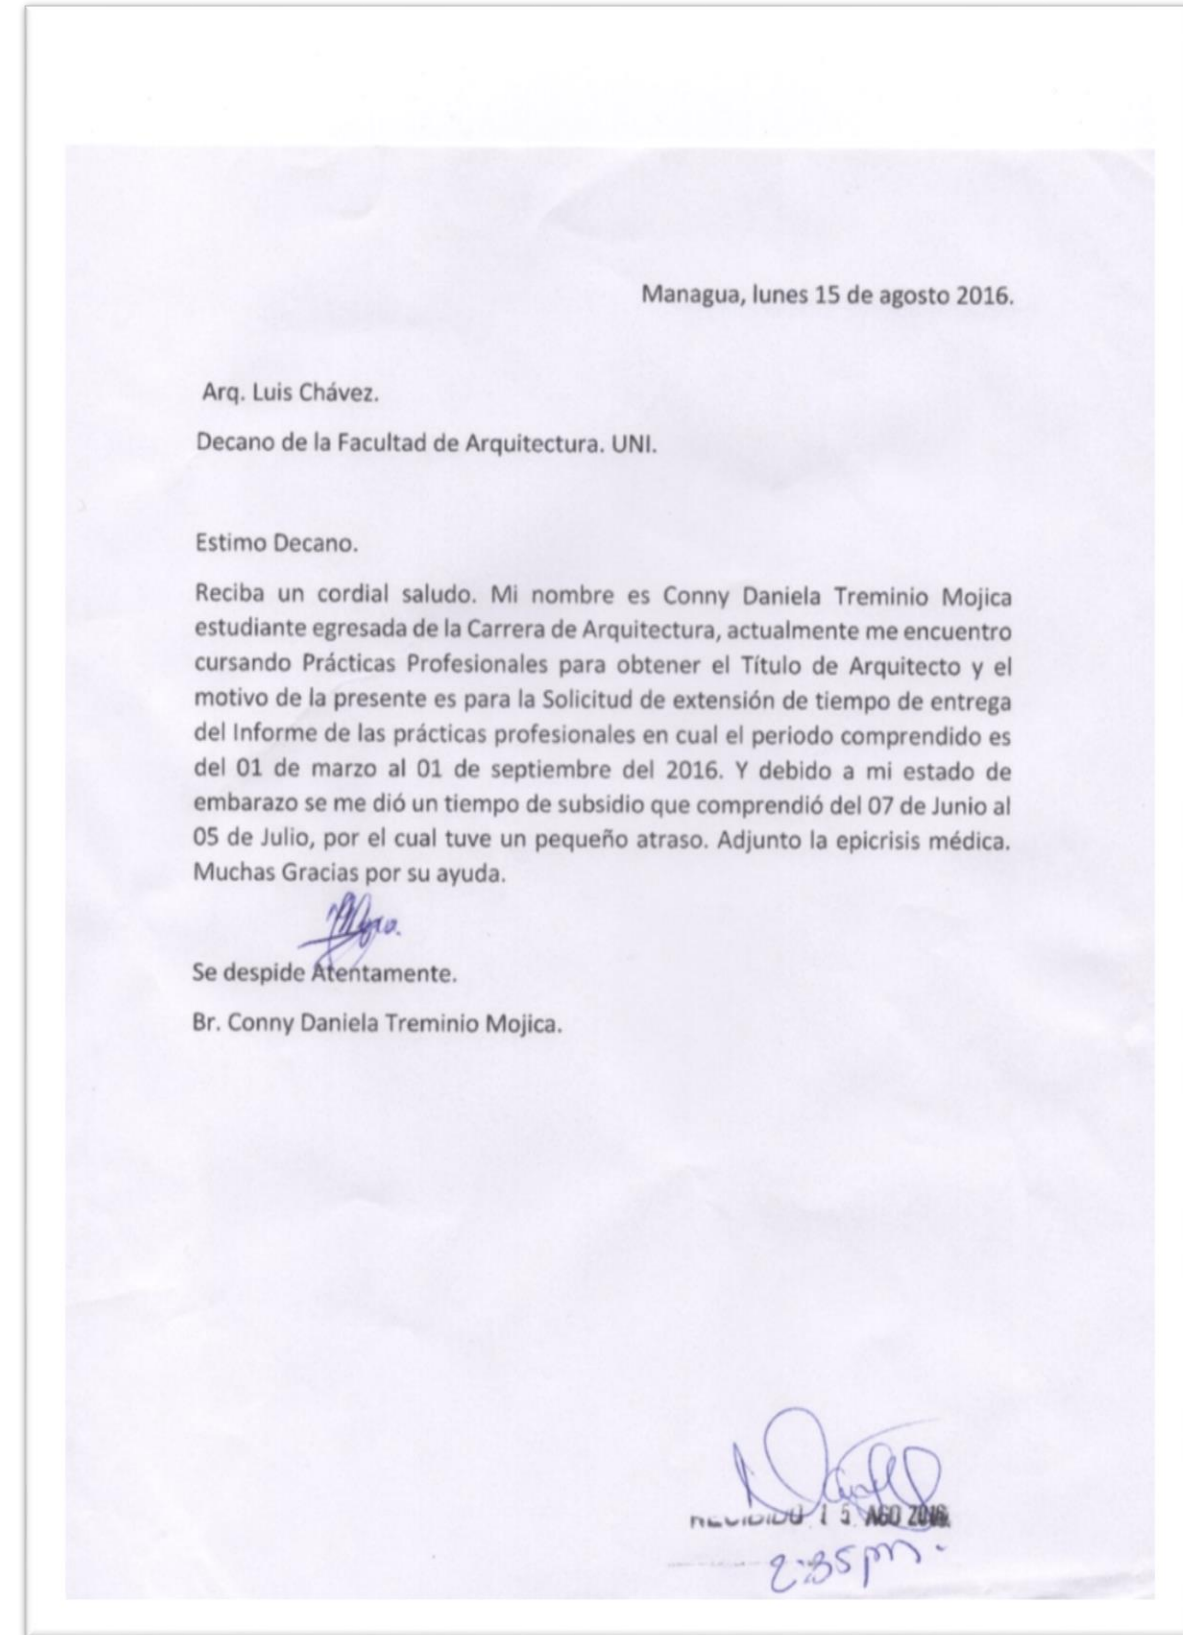 Managua, lunes 15 de agosto 2016.
Arq. Luis Chávez.
Decano de la Facultad de Arquitectura. UNI.
Estimo Decano.
Reciba un cordial saludo. Mi nombre es Conny Daniela Treminio Mojica
estudiante egresada de la Carrera de Arquitectura, actualmente me encuentro
cursando Prácticas Profesionales para obtener el Título de Arquitecto y el
motivo de la presente es para la Solicitud de extensión de tiempo de entrega
del Informe de las prácticas profesionales en cual el periodo comprendido es
del 01 de marzo al 01 de septiembre del 2016. Y debido a mi estado de
embarazo se me dió un tiempo de subsidio que comprendió del 07 de Junio al
05 de Julio, por el cual tuve un pequeño atraso. Adjunto la epicrisis médica.
Muchas Gracias por su ayuda.
Se despide Atentamente.
Br. Conny Daniela Treminio Mojica.
RECIBIDO 15 AGO 2016
2:35pm.